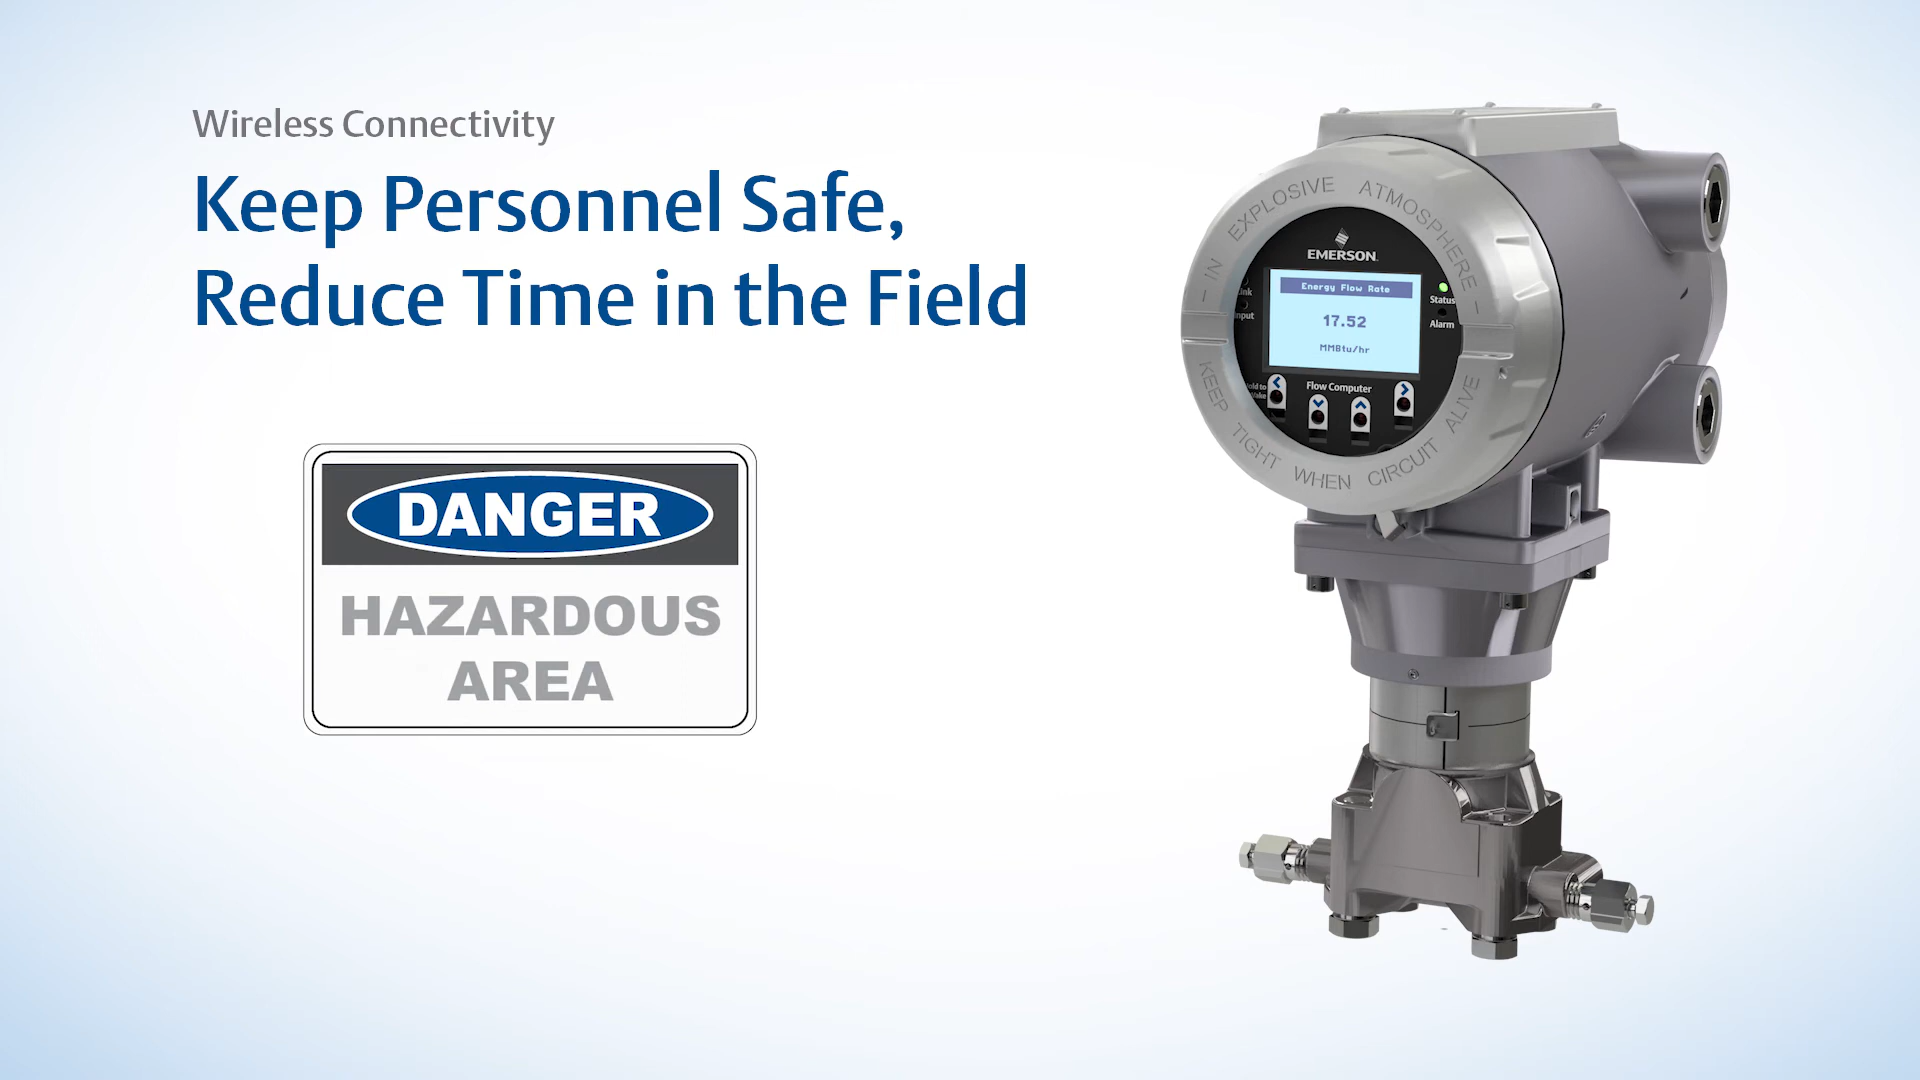 Wireless Connectivity
Keep Personnel Safe,
Reduce Time in the Field
DANGER
HAZARDOUS
AREA
– IN EXPLOSIVE ATMOSPHERE –
KEEP TIGHT WHEN CIRCUIT ALIVE
EMERSON
Energy Flow Rate
17.52
MMBtu/hr
Status
Alarm
Flow Computer